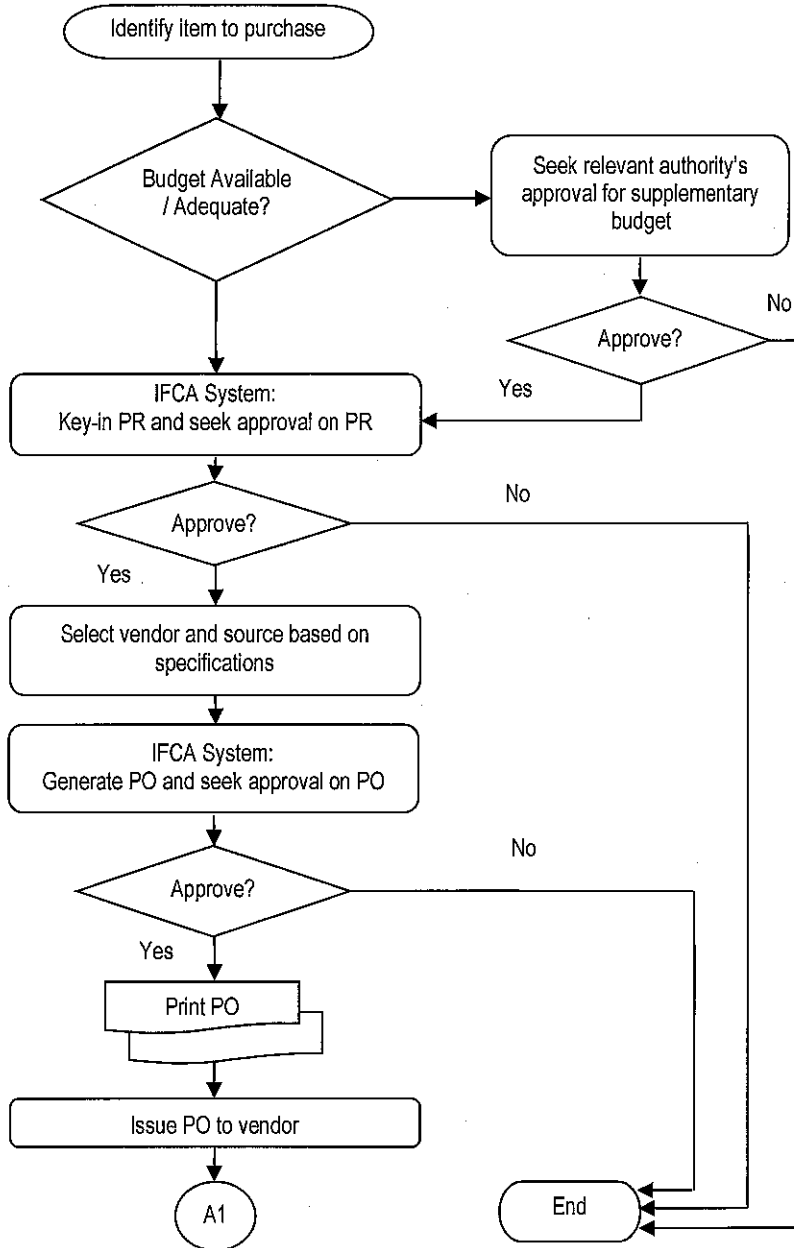 Identify item to purchase
Budget Available
/ Adequate?
Seek relevant authority's
approval for supplementary
budget
Approve?
No
Yes
IFCA System:
Key-in PR and seek approval on PR
Approve?
No
Yes
Select vendor and source based on
specifications
IFCA System:
Generate PO and seek approval on PO
Approve?
No
Yes
Print PO
Issue PO to vendor
A1
End